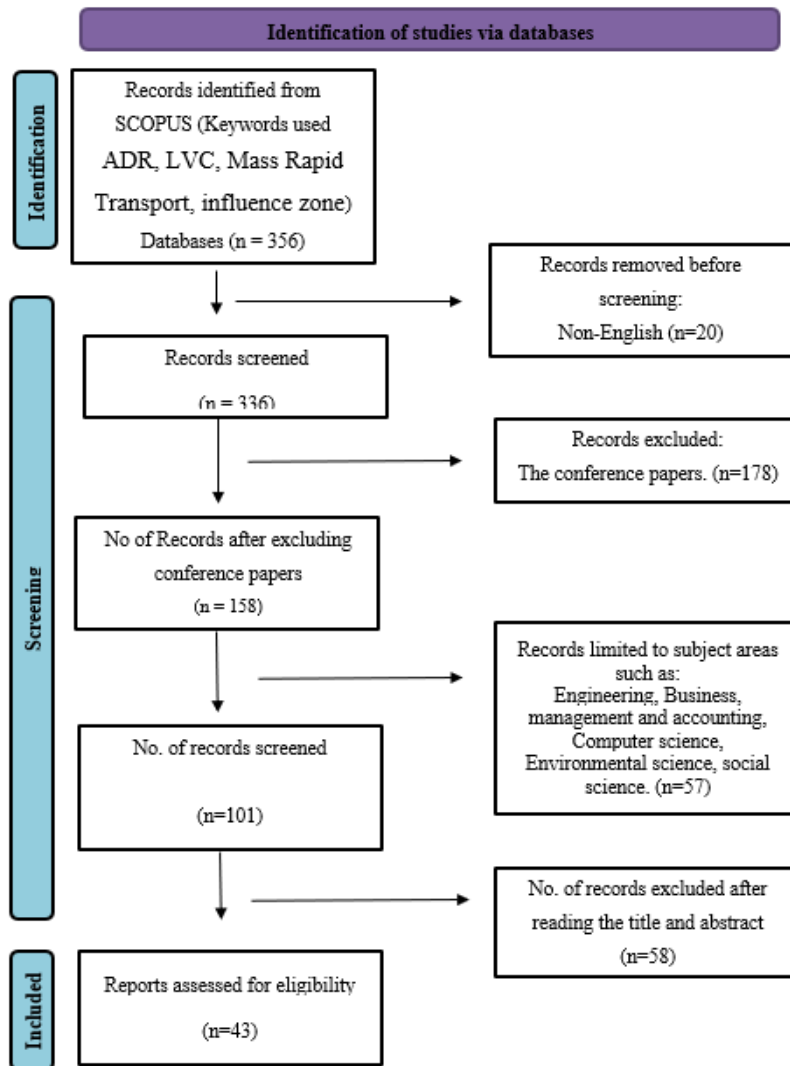 Identification of studies via databases
Identification
Records identified from
SCOPUS (Keywords used
ADR, LVC, Mass Rapid
Transport, influence zone)
Databases (n = 356)
Records removed before
screening:
Non-English (n=20)
Screening
Records screened
(n = 336)
Records excluded:
The conference papers. (n=178)
No of Records after excluding
conference papers
(n = 158)
Records limited to subject areas
such as:
Engineering, Business,
management and accounting,
Computer science,
Environmental science, social
science. (n=57)
No. of records screened
(n=101)
No. of records excluded after
reading the title and abstract
(n=58)
Included
Reports assessed for eligibility
(n=43)